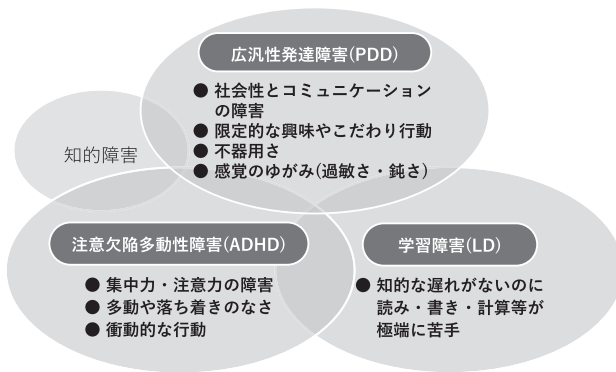 広汎性発達障害(PDD)
● 社会性とコミュニケーション
の障害
● 限定的な興味やこだわり行動
● 不器用さ
● 感覚のゆがみ(過敏さ・鈍さ)
知的障害
注意欠陥多動性障害(ADHD)
● 集中力・注意力の障害
● 多動や落ち着きのなさ
● 衝動的な行動
学習障害(LD)
● 知的な遅れがないのに
読み・書き・計算等が
極端に苦手